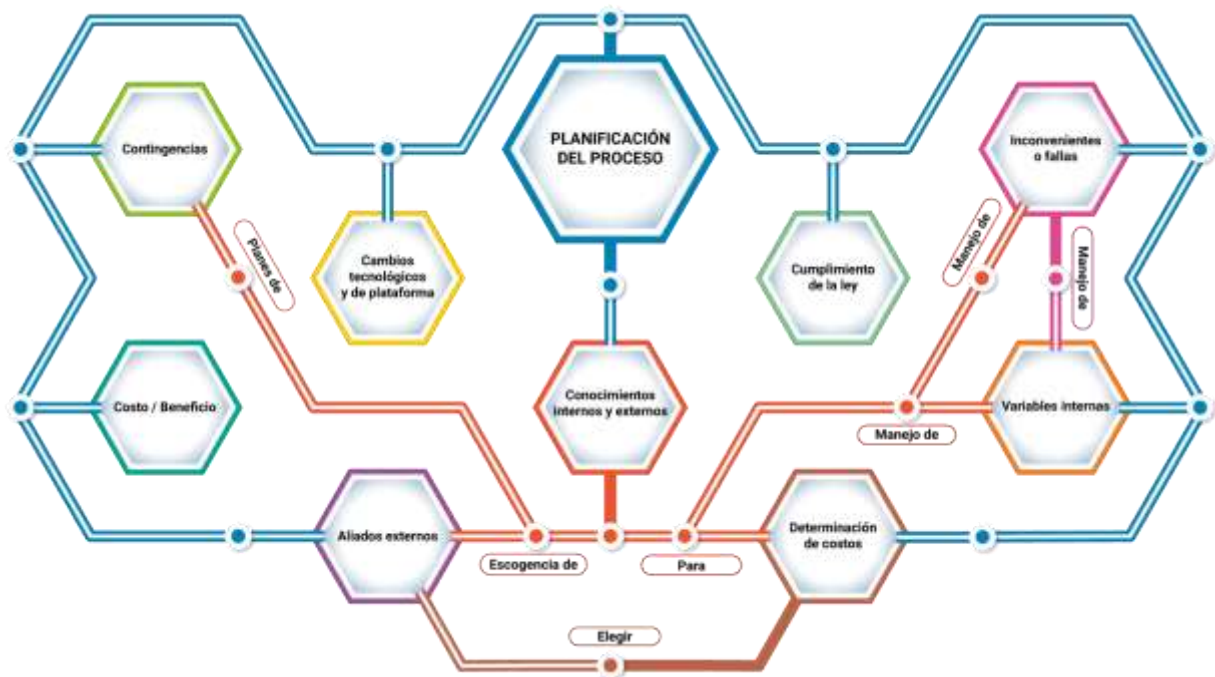 PLANIFICACIÓN
DEL PROCESO
Contingencias
Inconvenientes
o fallas
Planes de
Manejo de
Manejo de
Cambios
tecnológicos
y de plataforma
Cumplimiento
de la ley
Costo / Beneficio
Conocimientos
internos y externos
Variables internas
Manejo de
Aliados externos
Determinación
de costos
Escogencia de
Para
Elegir